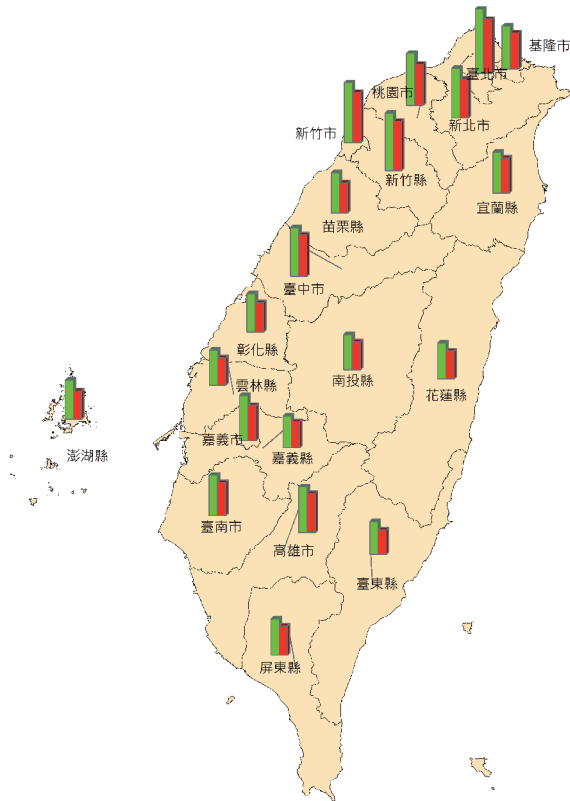 基隆市
臺北市
桃園市
新北市
新竹市
新竹縣
宜蘭縣
苗栗縣
臺中市
彰化縣
南投縣
雲林縣
花蓮縣
嘉義市
嘉義縣
澎湖縣
臺南市
高雄市
臺東縣
屏東縣